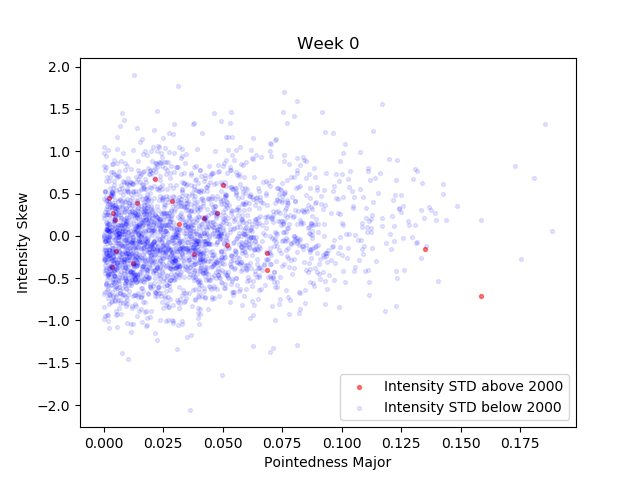 Week 0
2.0
1.5
1.0
0.5
0.0
−0.5
−1.0
−1.5
−2.0
Intensity Skew
Intensity STD above 2000
Intensity STD below 2000
0.000 0.025 0.050 0.075 0.100 0.125 0.150 0.175
Pointedness Major